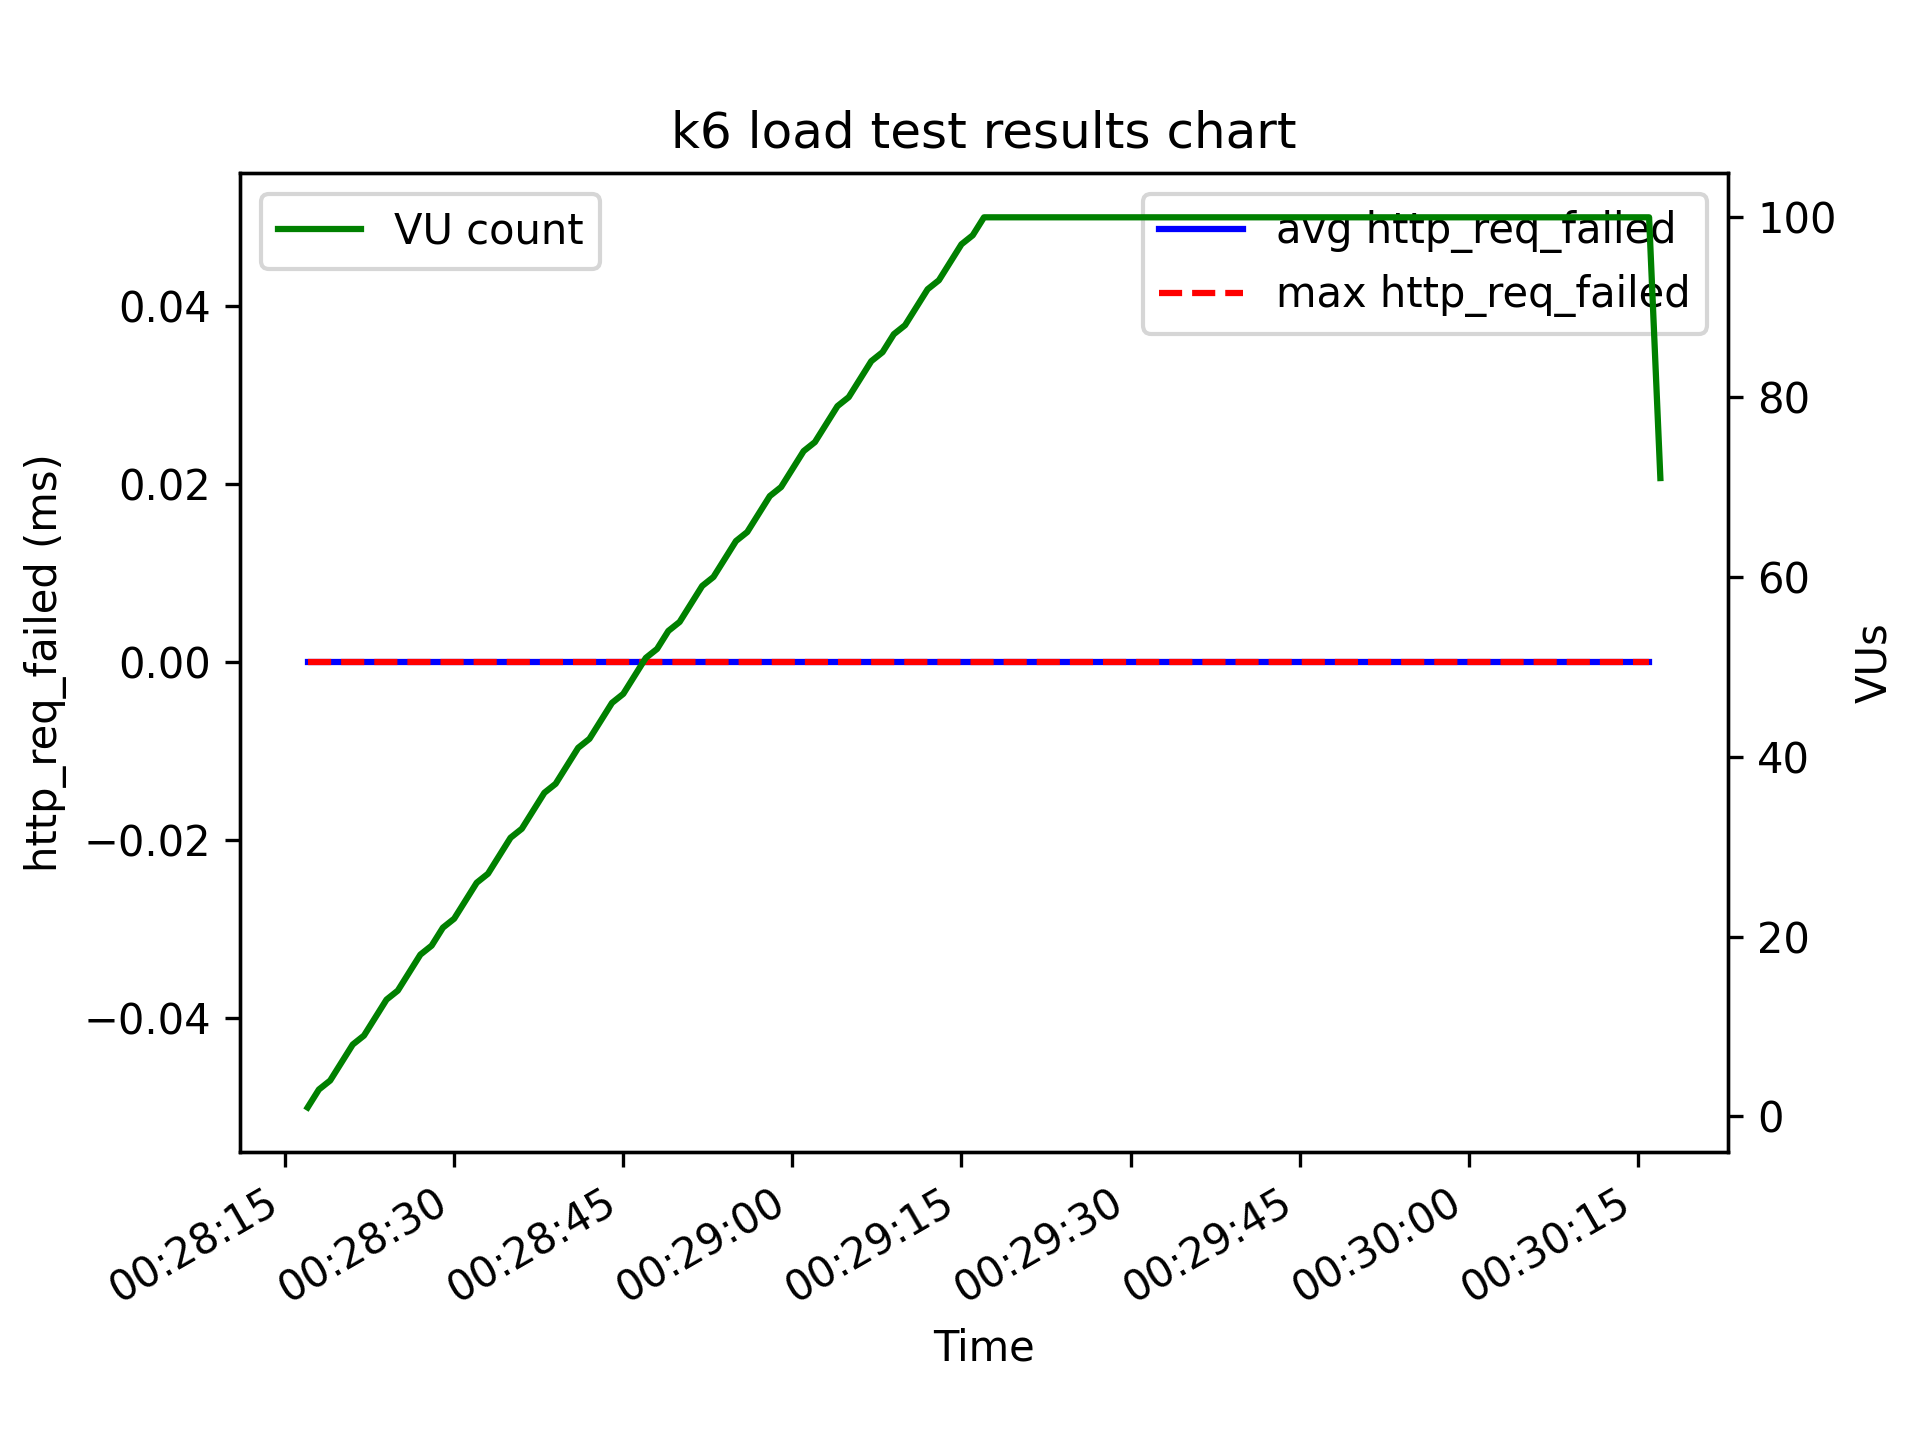 k6 load test results chart
VU count
avg http_req_failed
max http_req_failed
0.04
0.02
0.00
−0.02
−0.04
http_req_failed (ms)
100
80
60
40
20
0
VUs
00:28:15
00:28:30
00:28:45
00:29:00
00:29:15
00:29:30
00:29:45
00:30:00
00:30:15
Time